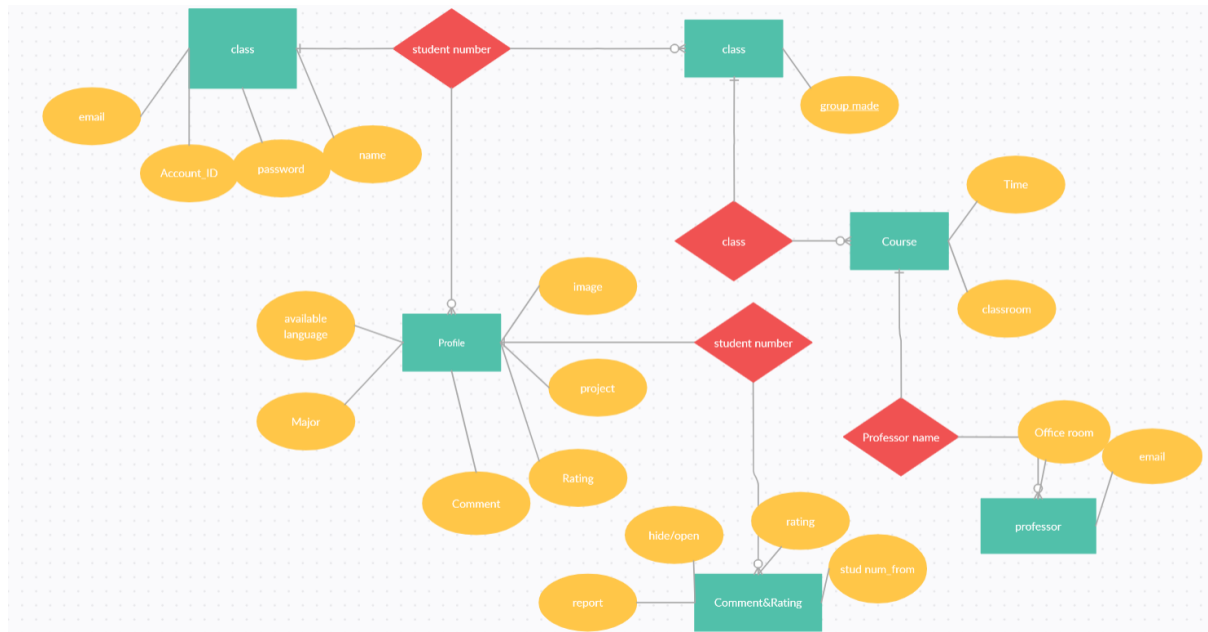 class
student number
class
group made
email
Account_ID
password
name
Time
class
Course
classroom
image
available
language
Profile
student number
project
Major
Rating
Comment
Professor name
Office room
email
hide/open
rating
professor
stud num_from
report
Comment&Rating